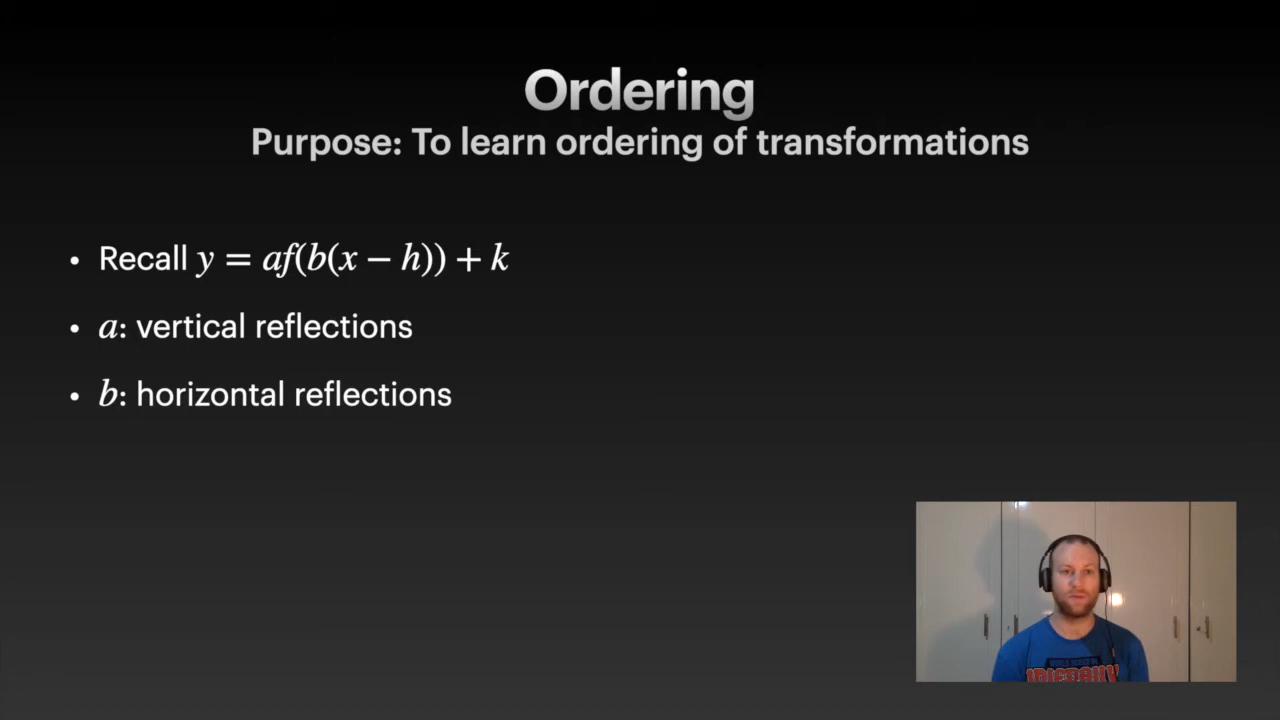 Ordering
Purpose: To learn ordering of transformations
• Recall y = af(b(x − h)) + k
• a: vertical reflections
• b: horizontal reflections